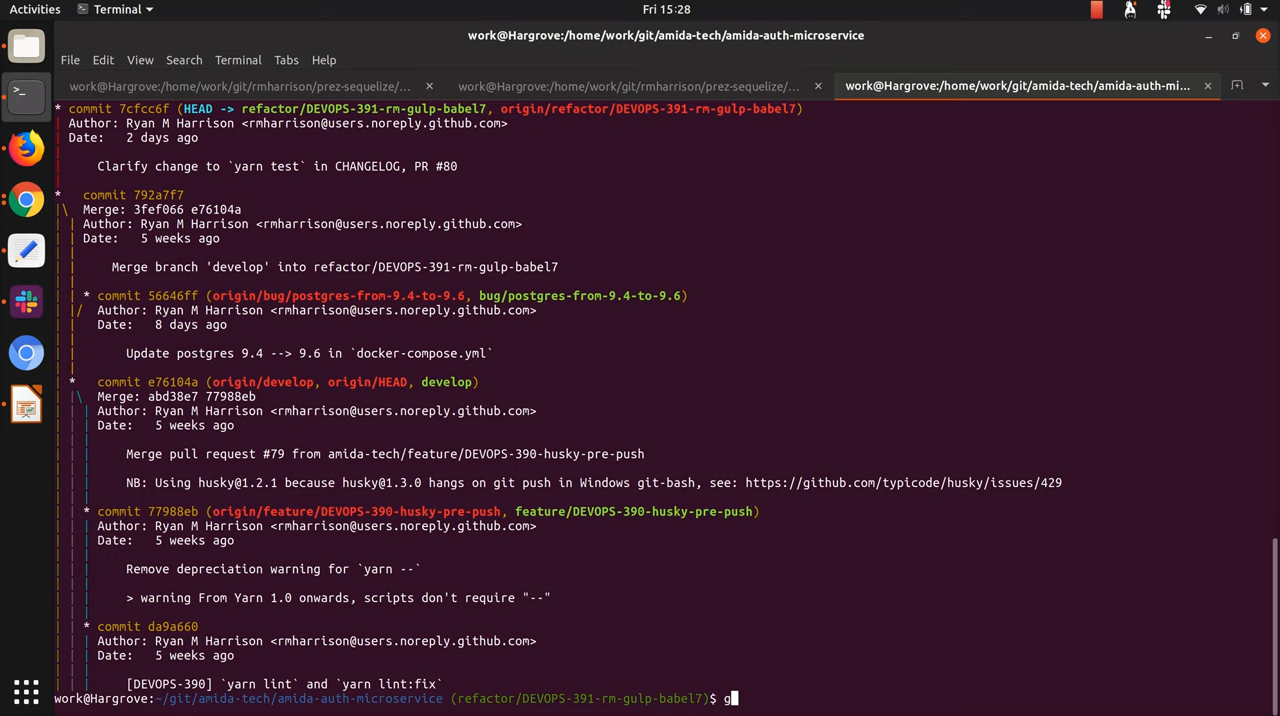 Activities
Terminal
Fri 15:28
work@Hargrove:/home/work/git/amida-tech/amida-auth-microservice
File Edit View Search Terminal Tabs Help
work@Hargrove:/home/work/git/rmharrison/prez-sequelize/...
work@Hargrove:/home/work/git/rmharrison/prez-sequelize/...
work@Hargrove:/home/work/git/amida-tech/amida-auth-mi...
* commit 7cfcc6f (HEAD -> refactor/DEVOPS-391-rm-gulp-babel7, origin/refactor/DEVOPS-391-rm-gulp-babel7)
| Author: Ryan M Harrison <rmharrison@users.noreply.github.com>
| Date: 2 days ago
|
| Clarify change to `yarn test` in CHANGELOG, PR #80
|
* commit 792a7f7
|\ Merge: 3fef066 e76104a
| | Author: Ryan M Harrison <rmharrison@users.noreply.github.com>
| | Date: 5 weeks ago
| |
| | Merge branch 'develop' into refactor/DEVOPS-391-rm-gulp-babel7
| |
| | * commit 56646ff (origin/bug/postgres-from-9.4-to-9.6, bug/postgres-from-9.4-to-9.6)
| |/ Author: Ryan M Harrison <rmharrison@users.noreply.github.com>
| | Date: 8 days ago
| |
| | Update postgres 9.4 --> 9.6 in `docker-compose.yml`
| |
| * commit e76104a (origin/develop, origin/HEAD, develop)
| |\ Merge: abd38e7 77988eb
| | | Author: Ryan M Harrison <rmharrison@users.noreply.github.com>
| | | Date: 5 weeks ago
| | |
| | | Merge pull request #79 from amida-tech/feature/DEVOPS-390-husky-pre-push
| | |
| | | NB: Using husky@1.2.1 because husky@1.3.0 hangs on git push in Windows git-bash, see: https://github.com/typicode/husky/issues/429
| | |
| | * commit 77988eb (origin/feature/DEVOPS-390-husky-pre-push, feature/DEVOPS-390-husky-pre-push)
| | | Author: Ryan M Harrison <rmharrison@users.noreply.github.com>
| | | Date: 5 weeks ago
| | |
| | | Remove depreciation warning for `yarn --`
| | |
| | | > warning From Yarn 1.0 onwards, scripts don't require "--"
| | |
| | * commit da9a660
| | | Author: Ryan M Harrison <rmharrison@users.noreply.github.com>
| | | Date: 5 weeks ago
| | |
| | | [DEVOPS-390] `yarn lint` and `yarn lint:fix`
work@Hargrove:~/git/amida-tech/amida-auth-microservice (refactor/DEVOPS-391-rm-gulp-babel7)$ g